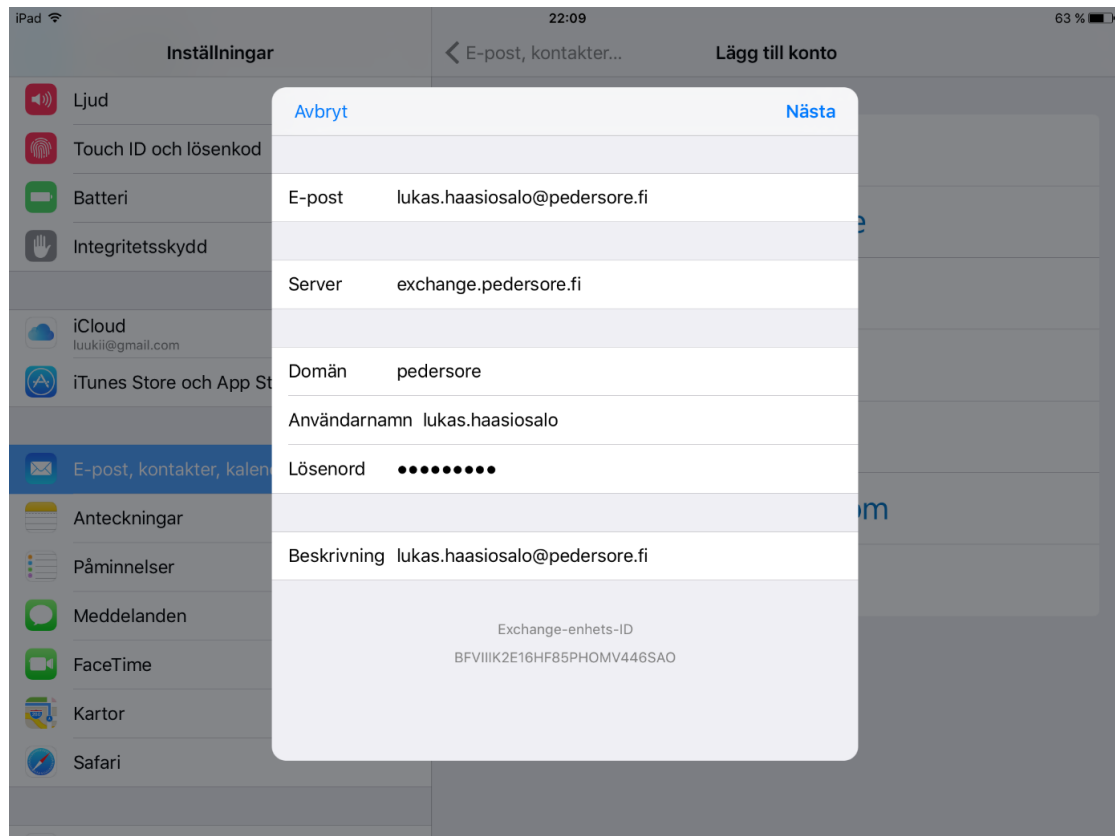 iPad 22:09 63 %
Inställningar
E-post, kontakter... Lägg till konto
Ljud
Touch ID och lösenkod
Batteri
Integritetsskydd
iCloud
luukii@gmail.com
iTunes Store och App St
E-post, kontakter, kalen
Anteckningar
Påminnelser
Meddelanden
FaceTime
Kartor
Safari
Avbryt Nästa
E-post lukas.haasiosalo@pedersore.fi
Server exchange.pedersore.fi
Domän pedersore
Användarnamn lukas.haasiosalo
Lösenord ●●●●●●●●●
Beskrivning lukas.haasiosalo@pedersore.fi
Exchange-enhets-ID
BFVIIIK2E16HF85PHOMV446SAO